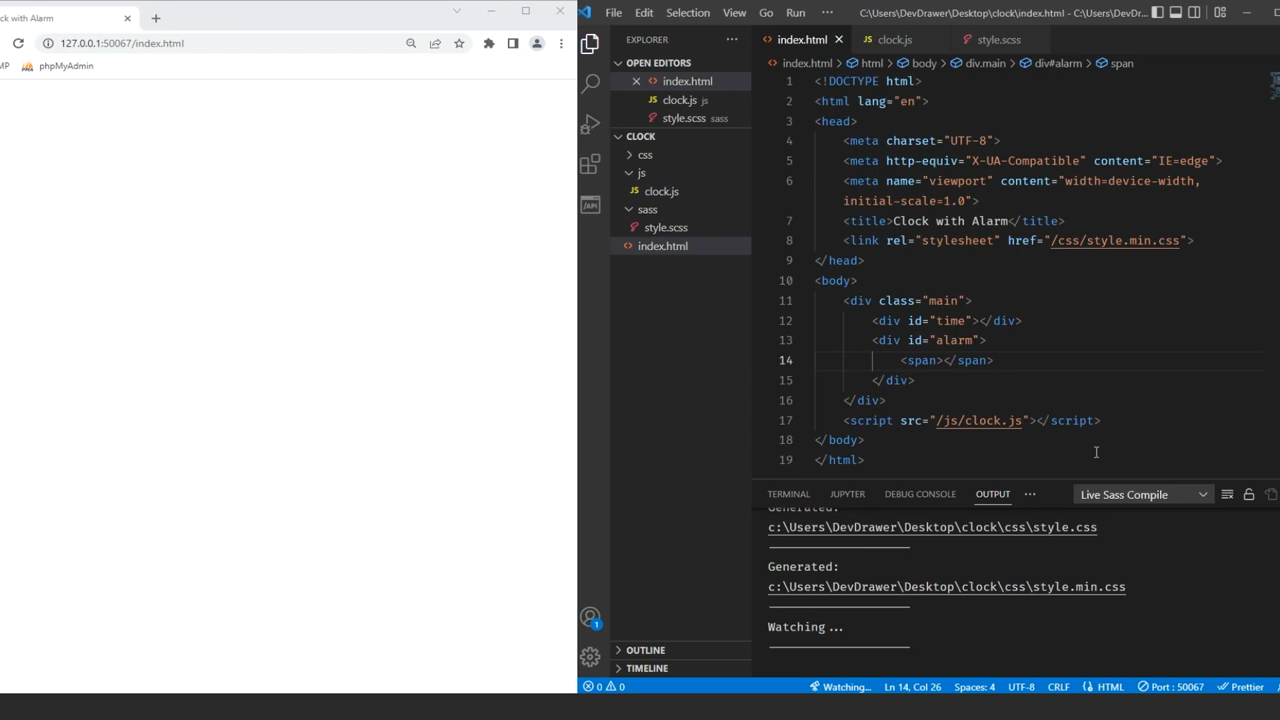 ck with Alarm
127.0.0.1:50067/index.html
MP phpMyAdmin
File Edit Selection View Go Run ··· C:\Users\DevDrawer\Desktop\clock\index.html - C:\Users\DevDr...
EXPLORER ···
OPEN EDITORS
index.html
JS clock.js js
style.scss sass
CLOCK
css
js
JS clock.js
sass
style.scss
index.html
OUTLINE
TIMELINE
/API
1
index.html JS clock.js style.scss
index.html > html > body > div.main > div#alarm > span
1 <!DOCTYPE html>
2 <html lang="en">
3 <head>
4 <meta charset="UTF-8">
5 <meta http-equiv="X-UA-Compatible" content="IE=edge">
6 <meta name="viewport" content="width=device-width,
initial-scale=1.0">
7 <title>Clock with Alarm</title>
8 <link rel="stylesheet" href="/css/style.min.css">
9 </head>
10 <body>
11 <div class="main">
12 <div id="time"></div>
13 <div id="alarm">
14 <span></span>
15 </div>
16 </div>
17 <script src="/js/clock.js"></script>
18 </body>
19 </html>
TERMINAL JUPYTER DEBUG CONSOLE OUTPUT ··· Live Sass Compile
Generated:
c:\Users\DevDrawer\Desktop\clock\css\style.css
Generated:
c:\Users\DevDrawer\Desktop\clock\css\style.min.css
Watching...
0 0 Watching... Ln 14, Col 26 Spaces: 4 UTF-8 CRLF HTML Port : 50067 Prettier